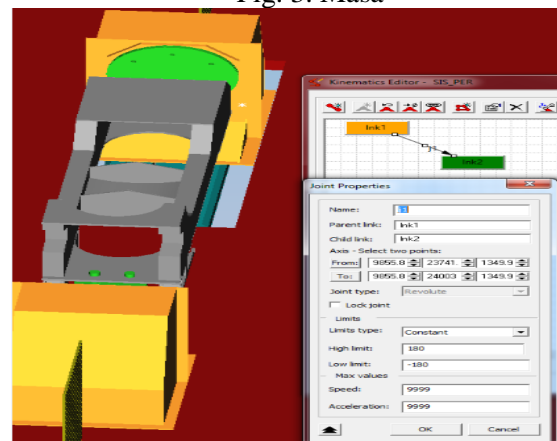 Fig. 3. Masa
Kinematics Editor - SIS_PER
lnk1
j1
lnk2
Joint Properties
Name: j1
Parent link: lnk1
Child link: lnk2
Axis - Select two points:
From: 9855.8 23741. 1349.9
To: 9855.8 24003 1349.9
Joint type: Revolute
Lock joint
Limits
Limits type: Constant
High limit: 180
Low limit: -180
Max values
Speed: 9999
Acceleration: 9999
OK Cancel